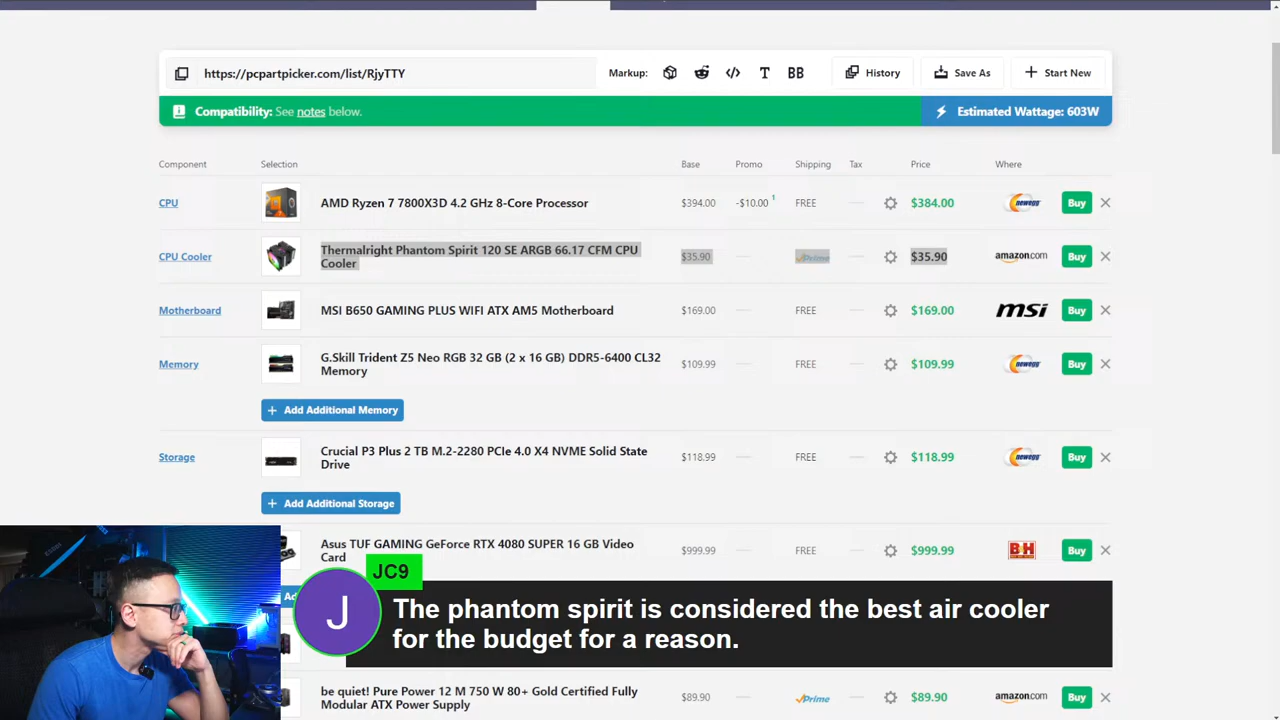 https://pcpartpicker.com/list/RjyTTY
Markup:
BB
History
Save As
Start New
Compatibility: See notes below.
Estimated Wattage: 603W
Component Selection Base Promo Shipping Tax Price Where
CPU AMD Ryzen 7 7800X3D 4.2 GHz 8-Core Processor $394.00 -$10.00 1 FREE $384.00 newegg Buy
CPU Cooler Thermalright Phantom Spirit 120 SE ARGB 66.17 CFM CPU
Cooler $35.90 Prime $35.90 amazon.com Buy
Motherboard MSI B650 GAMING PLUS WIFI ATX AM5 Motherboard $169.00 FREE $169.00 msi Buy
Memory G.Skill Trident Z5 Neo RGB 32 GB (2 x 16 GB) DDR5-6400 CL32
Memory $109.99 FREE $109.99 newegg Buy
+ Add Additional Memory
Storage Crucial P3 Plus 2 TB M.2-2280 PCIe 4.0 X4 NVME Solid State
Drive $118.99 FREE $118.99 newegg Buy
+ Add Additional Storage
Asus TUF GAMING GeForce RTX 4080 SUPER 16 GB Video
Card $999.99 FREE $999.99 B&H Buy
JC9
J
The phantom spirit is considered the best air cooler
for the budget for a reason.
be quiet! Pure Power 12 M 750 W 80+ Gold Certified Fully
Modular ATX Power Supply $89.90 Prime $89.90 amazon.com Buy